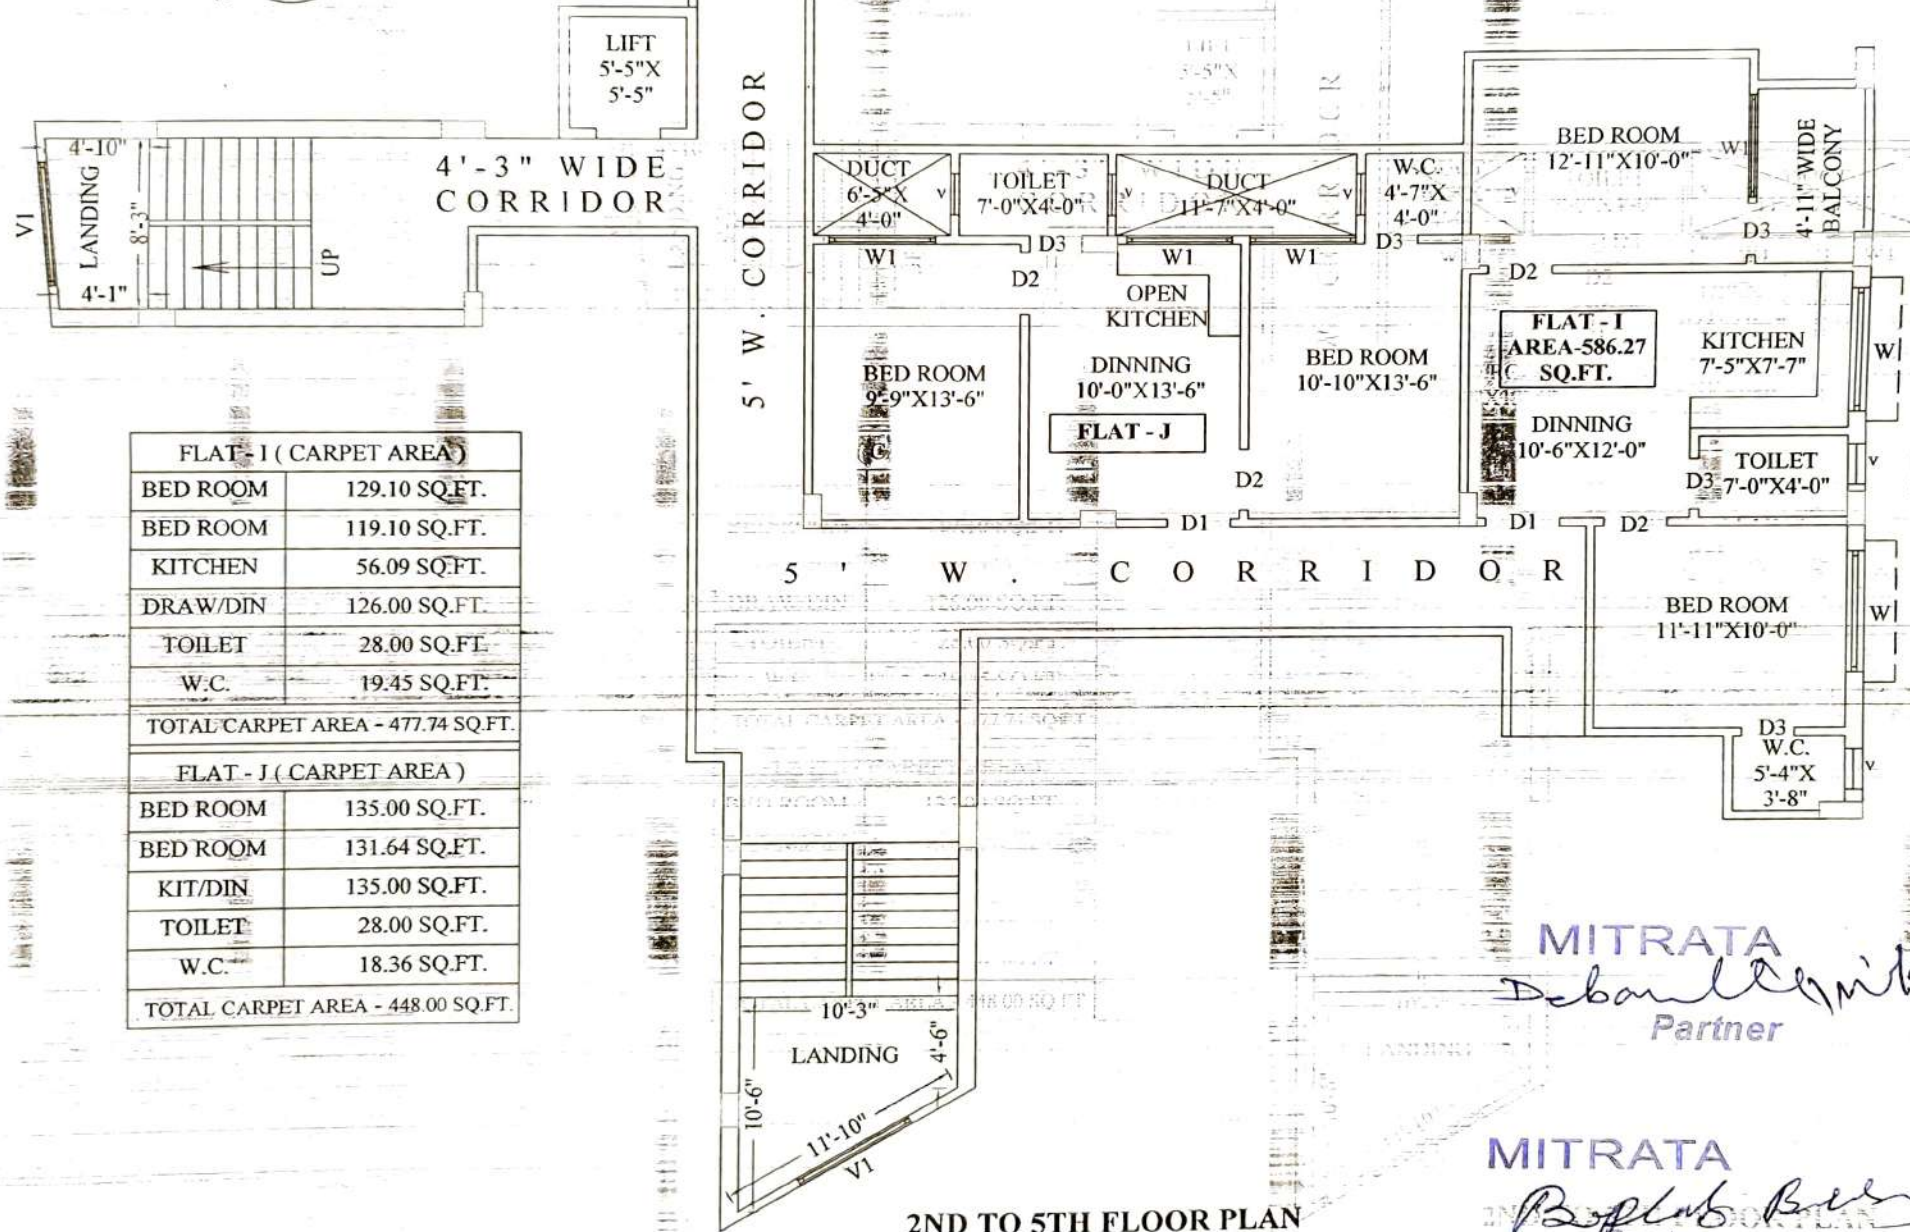 LIFT
5'-5"X
5'-5"
4'-10"
LANDING
8'-3"
4'-1"
V1
UP
4'-3" WIDE
CORRIDOR
5' W. CORRIDOR
DUCT
6'-5"X
4'-0"
v
TOILET
7'-0"X4'-0"
v
DUCT
11'-7"X4'-0"
v
W.C.
4'-7"X
4'-0"
BED ROOM
12'-11"X10'-0"
W1
4'-11" WIDE
BALCONY
D3
W1
D2
D3
W1
W1
D3
D2
OPEN
KITCHEN
BED ROOM
9'-9"X13'-6"
DINNING
10'-0"X13'-6"
FLAT - J
BED ROOM
10'-10"X13'-6"
FLAT - I
AREA-586.27
SQ.FT.
KITCHEN
7'-5"X7'-7"
W
DINNING
10'-6"X12'-0"
TOILET
7'-0"X4'-0"
D3
v
D2
D1
D1
D2
5' W. CORRIDOR
BED ROOM
11'-11"X10'-0"
W
D3
W.C.
5'-4"X
3'-8"
v
FLAT - I ( CARPET AREA )
BED ROOM 129.10 SQ.FT.
BED ROOM 119.10 SQ.FT.
KITCHEN 56.09 SQ.FT.
DRAW/DIN 126.00 SQ.FT.
TOILET 28.00 SQ.FT.
W.C. 19.45 SQ.FT.
TOTAL CARPET AREA - 477.74 SQ.FT.
FLAT - J ( CARPET AREA )
BED ROOM 135.00 SQ.FT.
BED ROOM 131.64 SQ.FT.
KIT/DIN 135.00 SQ.FT.
TOILET 28.00 SQ.FT.
W.C. 18.36 SQ.FT.
TOTAL CARPET AREA - 448.00 SQ.FT.
10'-3"
LANDING
4'-6"
10'-6"
11'-10"
V1
MITRATA
Partner
MITRATA
2ND TO 5TH FLOOR PLAN